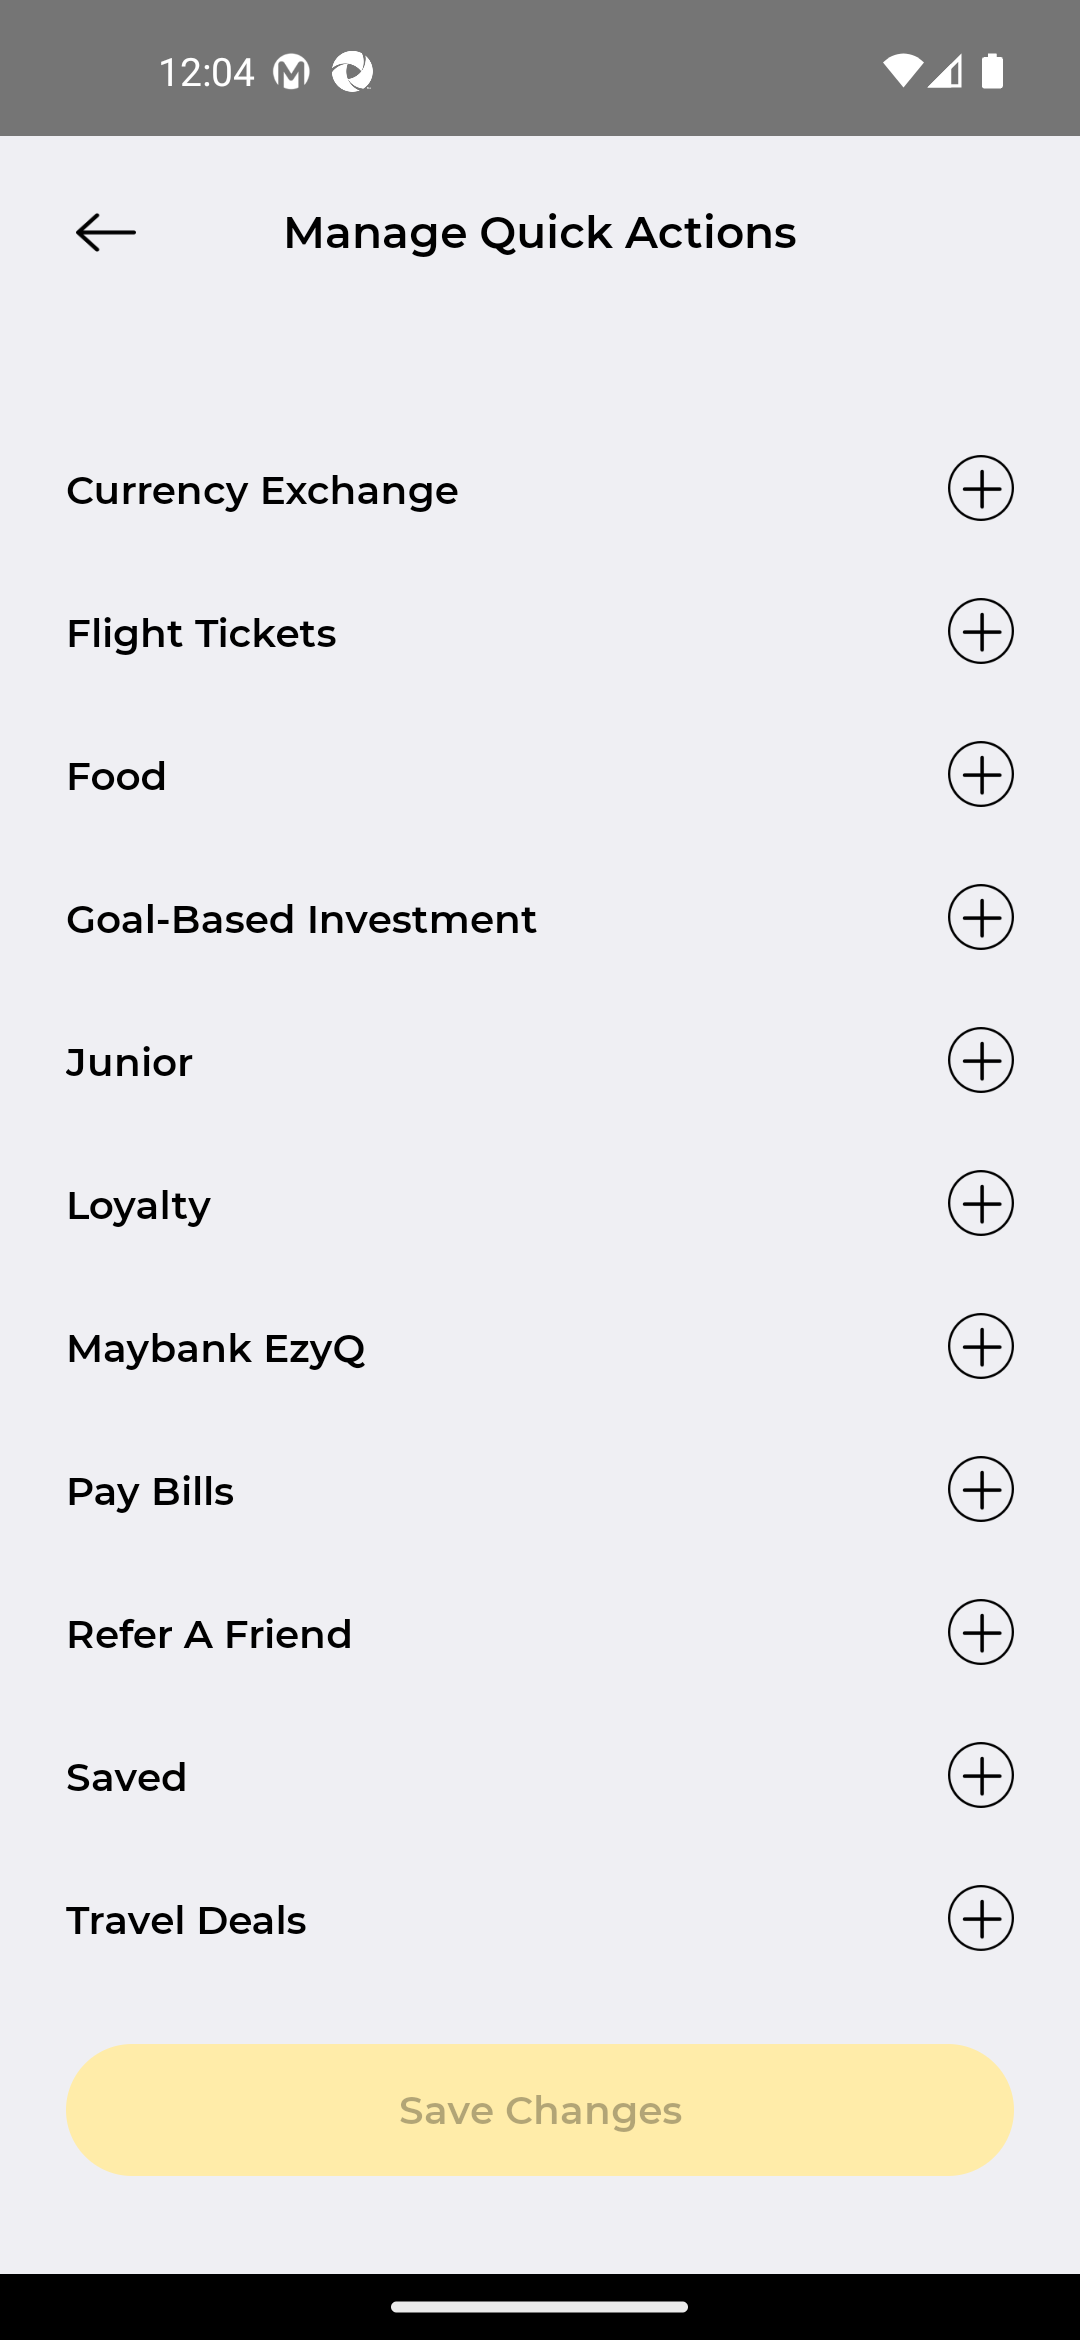 12:04
Manage Quick Actions
Currency Exchange
Flight Tickets
Food
Goal-Based Investment
Junior
Loyalty
Maybank EzyQ
Pay Bills
Refer A Friend
Saved
Travel Deals
Save Changes